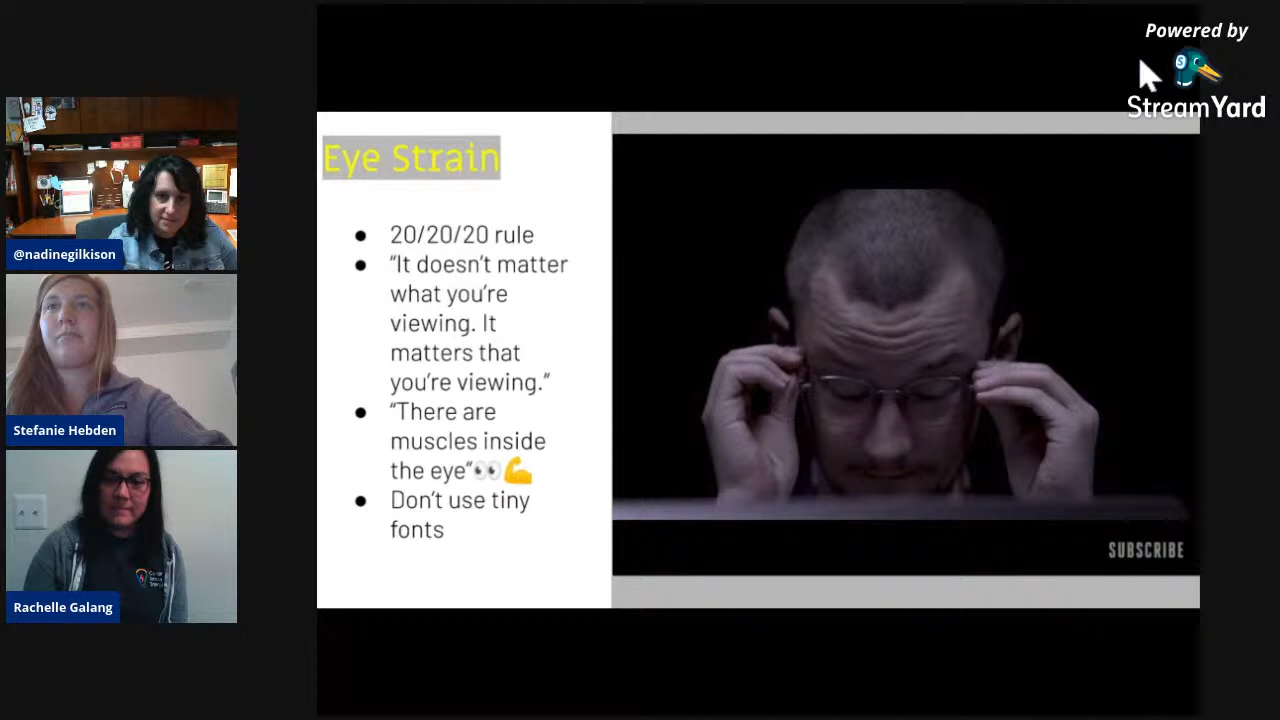 Powered by
StreamYard
@nadinegilkison
Stefanie Hebden
Rachelle Galang
Eye Strain
● 20/20/20 rule
● “It doesn’t matter
what you’re
viewing. It
matters that
you’re viewing.”
● “There are
muscles inside
the eye”👀💪
● Don’t use tiny
fonts
SUBSCRIBE